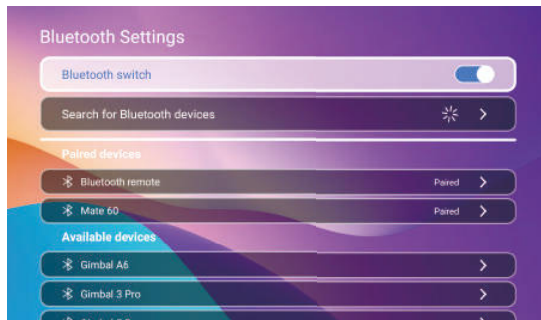 Bluetooth Settings
Bluetooth switch
Search for Bluetooth devices
Paired devices
Bluetooth remote Paired
Mate 60 Paired
Available devices
Gimbal A6
Gimbal 3 Pro